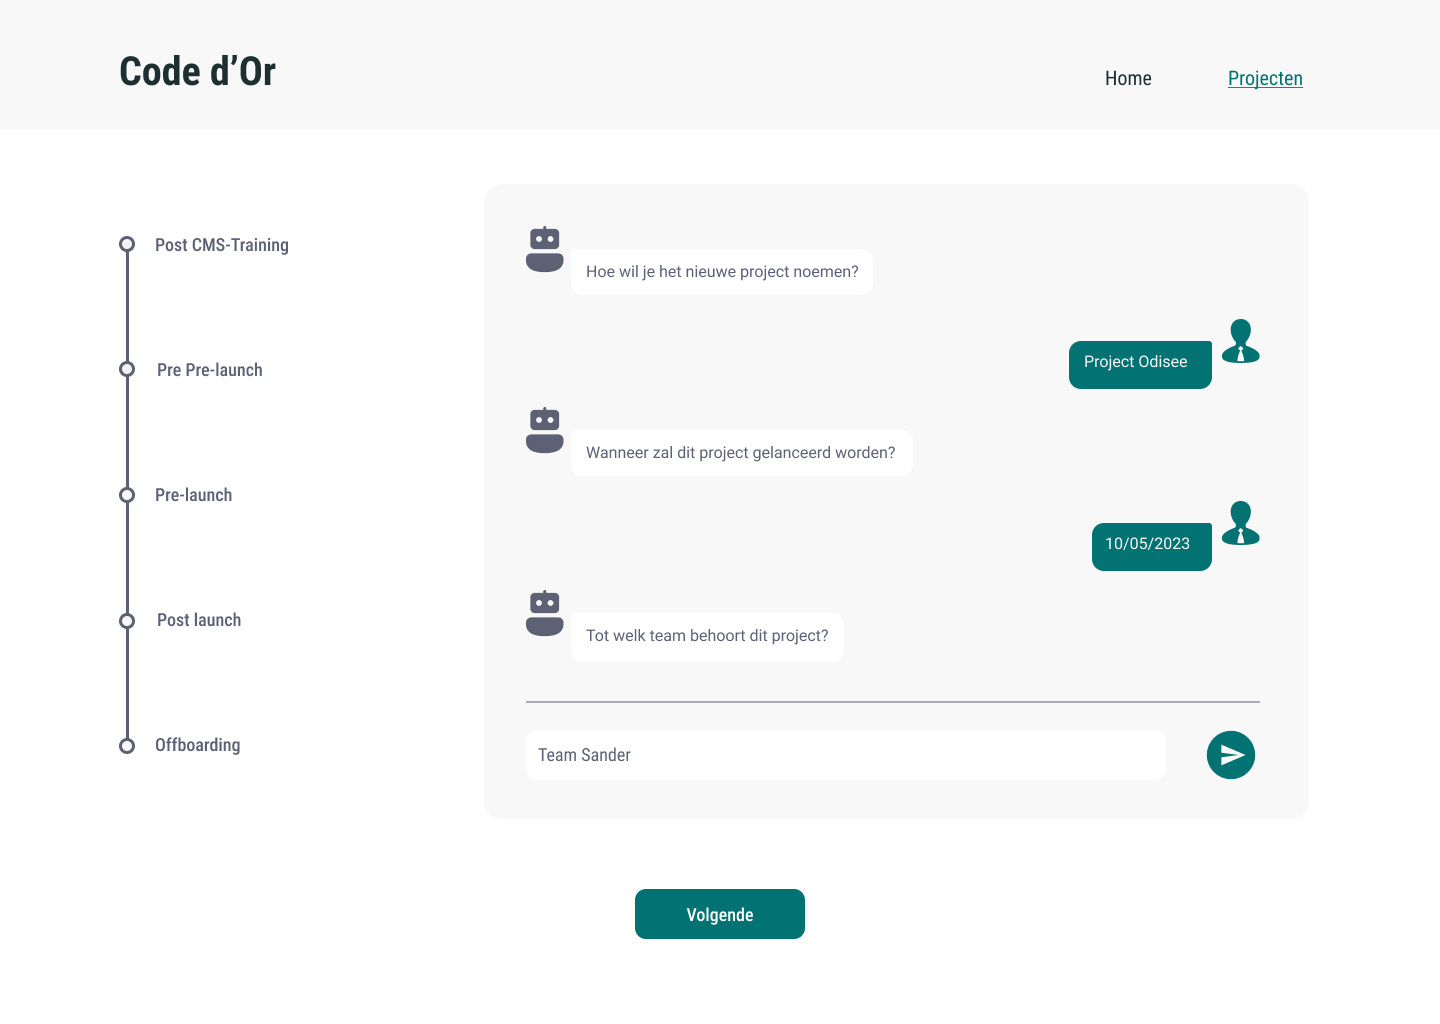 Code d’Or
Home
Projecten
Post CMS-Training
Pre Pre-launch
Pre-launch
Post launch
Offboarding
Hoe wil je het nieuwe project noemen?
Project Odisee
Wanneer zal dit project gelanceerd worden?
10/05/2023
Tot welk team behoort dit project?
Team Sander
Volgende